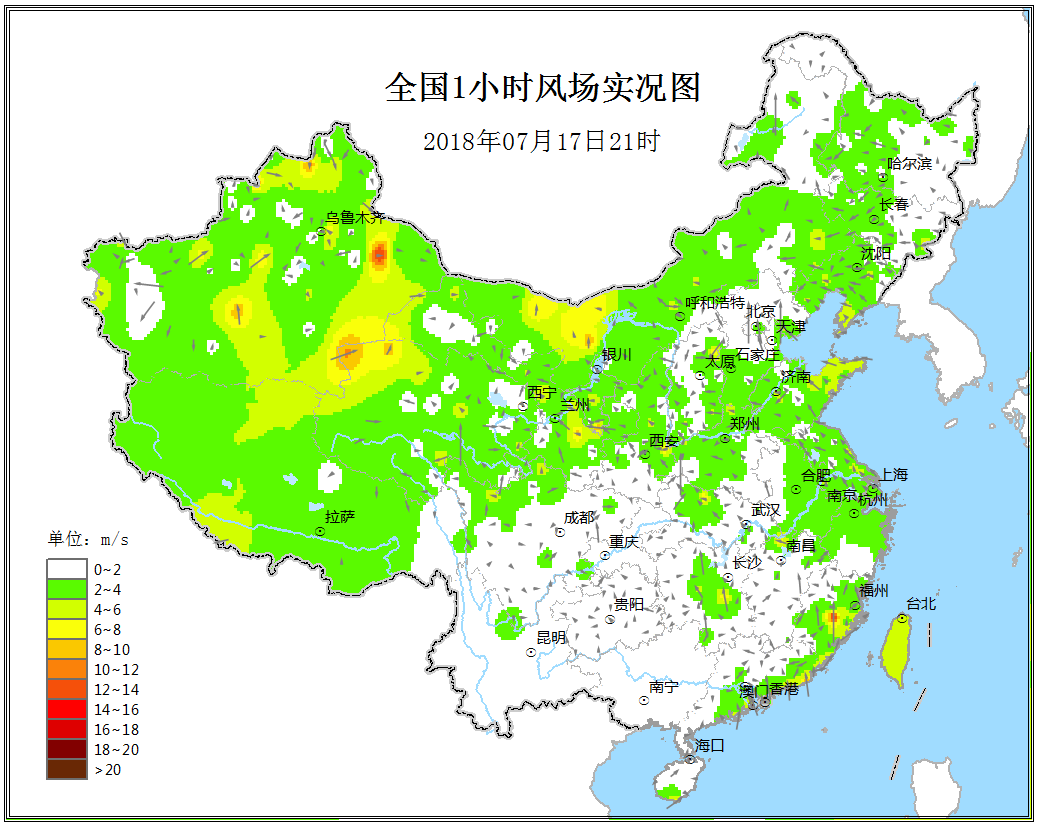 全国1小时风场实况图
2018年07月17日21时
哈尔滨
长春
乌鲁木齐
沈阳
呼和浩特
北京
天津
银川
太原
石家庄
济南
西宁
兰州
郑州
西安
合肥
上海
南京
杭州
拉萨
成都
武汉
重庆
南昌
长沙
福州
贵阳
台北
昆明
南宁
澳门
香港
海口
单位: m/s
0~2
2~4
4~6
6~8
8~10
10~12
12~14
14~16
16~18
18~20
>20